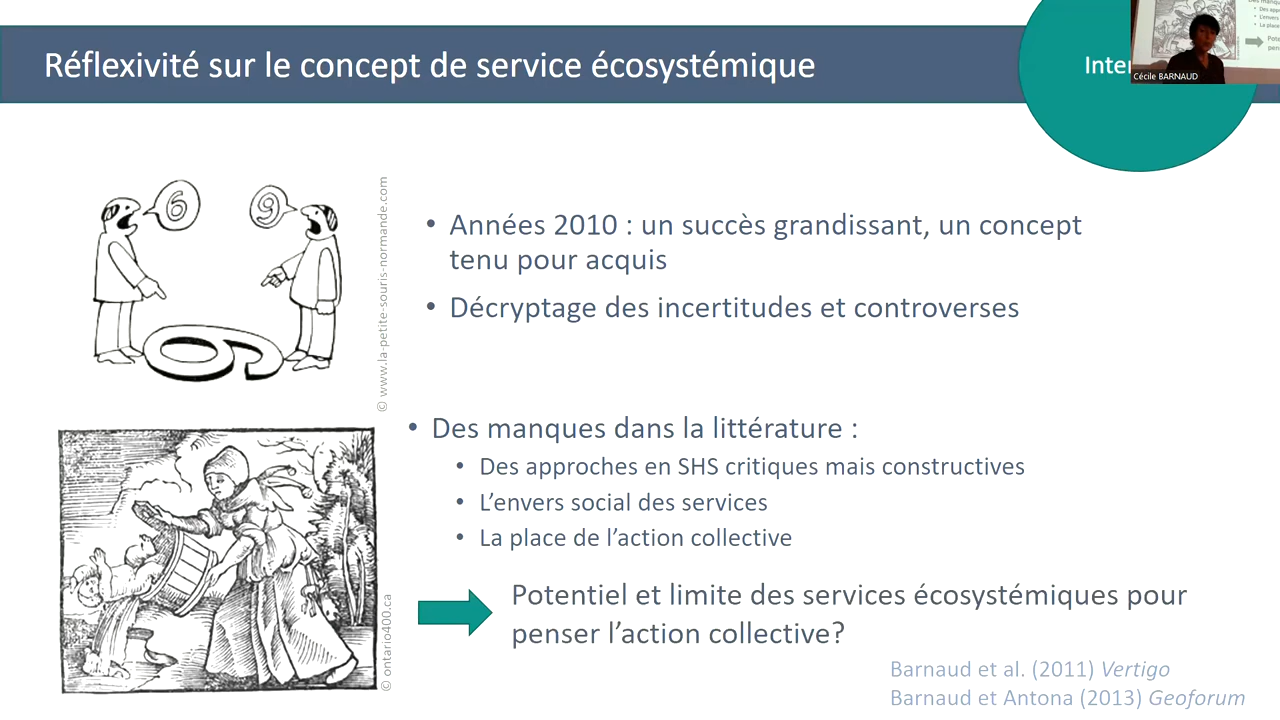 Réflexivité sur le concept de service écosystémique
Inter
Cécile BARNAUD
6
9
© www.la-petite-souris-normande.com
• Années 2010 : un succès grandissant, un concept
tenu pour acquis
• Décryptage des incertitudes et controverses
• Des manques dans la littérature :
• Des approches en SHS critiques mais constructives
• L’envers social des services
• La place de l’action collective
© ontario400.ca
Potentiel et limite des services écosystémiques pour
penser l’action collective?
Barnaud et al. (2011) Vertigo
Barnaud et Antona (2013) Geoforum